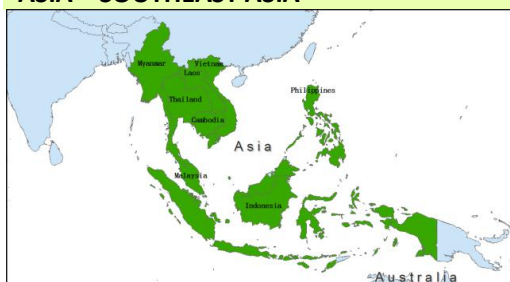 ASIA – SOUTHEAST ASIA
Myanmar
Vietnam
Laos
Thailand
Philippines
Cambodia
Asia
Malaysia
Indonesia
Australia